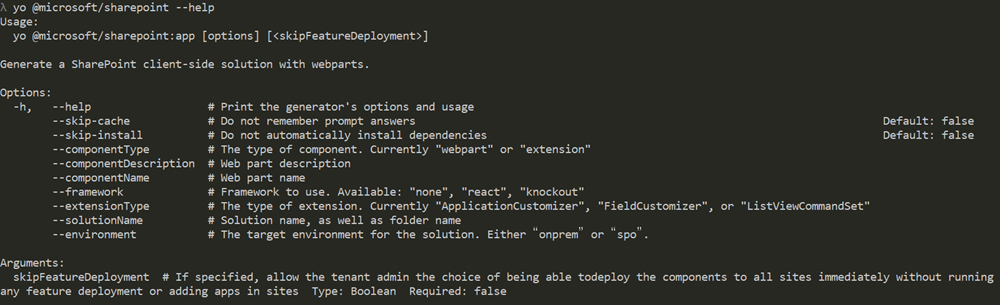 λ yo @microsoft/sharepoint --help
Usage:
  yo @microsoft/sharepoint:app [options] [<skipFeatureDeployment>]

Generate a SharePoint client-side solution with webparts.

Options:
  -h,   --help                  # Print the generator's options and usage
        --skip-cache            # Do not remember prompt answers                                                                    Default: false
        --skip-install          # Do not automatically install dependencies                                                         Default: false
        --componentType         # The type of component. Currently "webpart" or "extension"
        --componentDescription  # Web part description
        --componentName         # Web part name
        --framework             # Framework to use. Available: "none", "react", "knockout"
        --extensionType         # The type of extension. Currently "ApplicationCustomizer", "FieldCustomizer", or "ListViewCommandSet"
        --solutionName          # Solution name, as well as folder name
        --environment           # The target environment for the solution. Either “onprem” or “spo”.

Arguments:
  skipFeatureDeployment  # If specified, allow the tenant admin the choice of being able todeploy the components to all sites immediately without running
any feature deployment or adding apps in sites  Type: Boolean  Required: false